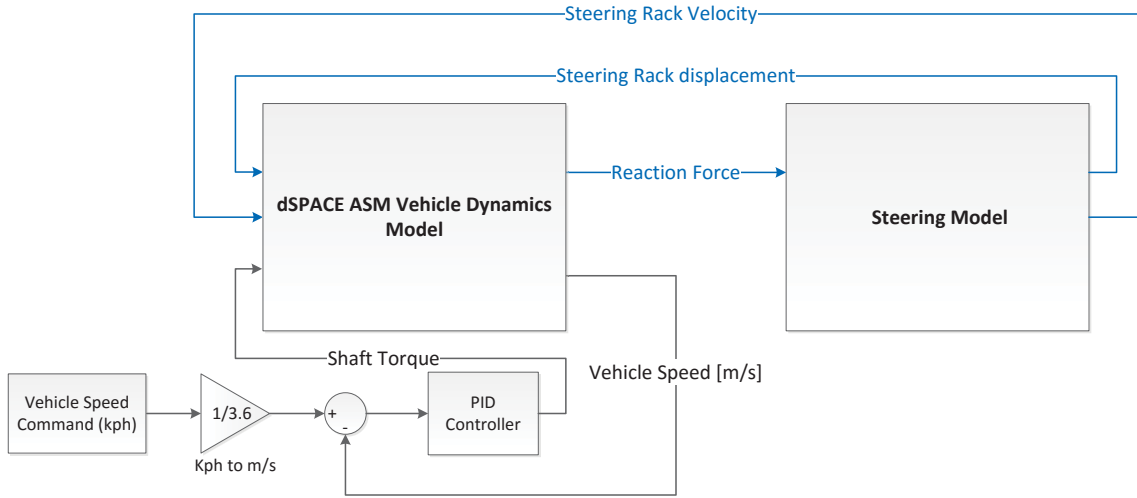 Steering Rack Velocity
Steering Rack displacement
dSPACE ASM Vehicle Dynamics
Model
Reaction Force
Steering Model
Shaft Torque
Vehicle Speed [m/s]
Vehicle Speed
Command (kph)
1/3.6
+
-
PID
Controller
Kph to m/s